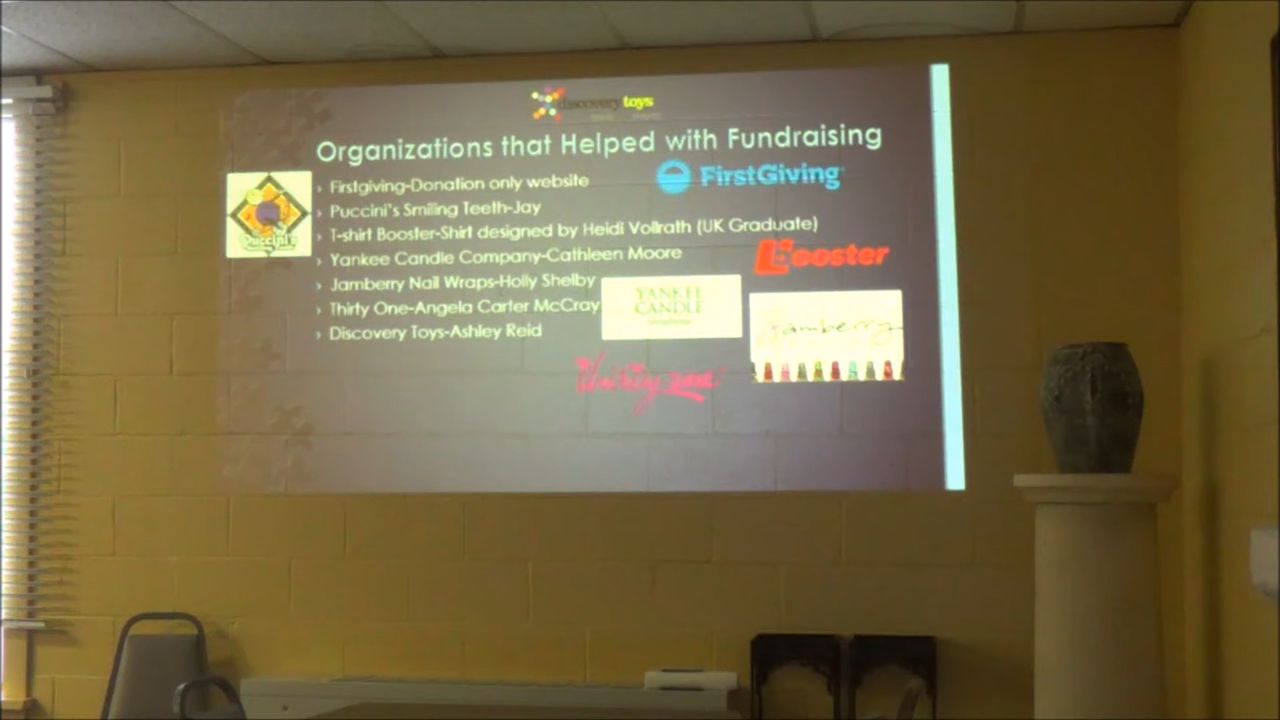 discovery toys
Organizations that Helped with Fundraising
Firstgiving-Donation only website
FirstGiving
Puccini's Smiling Teeth-Jay
Puccini's
T-shirt Booster-Shirt designed by Heidi Vollrath (UK Graduate)
Yankee Candle Company-Cathleen Moore
Booster
Jamberry Nail Wraps-Holly Shelby
YANKEE
CANDLE
Thirty One-Angela Carter McCray
Jamberry
Discovery Toys-Ashley Reid
thirty-one